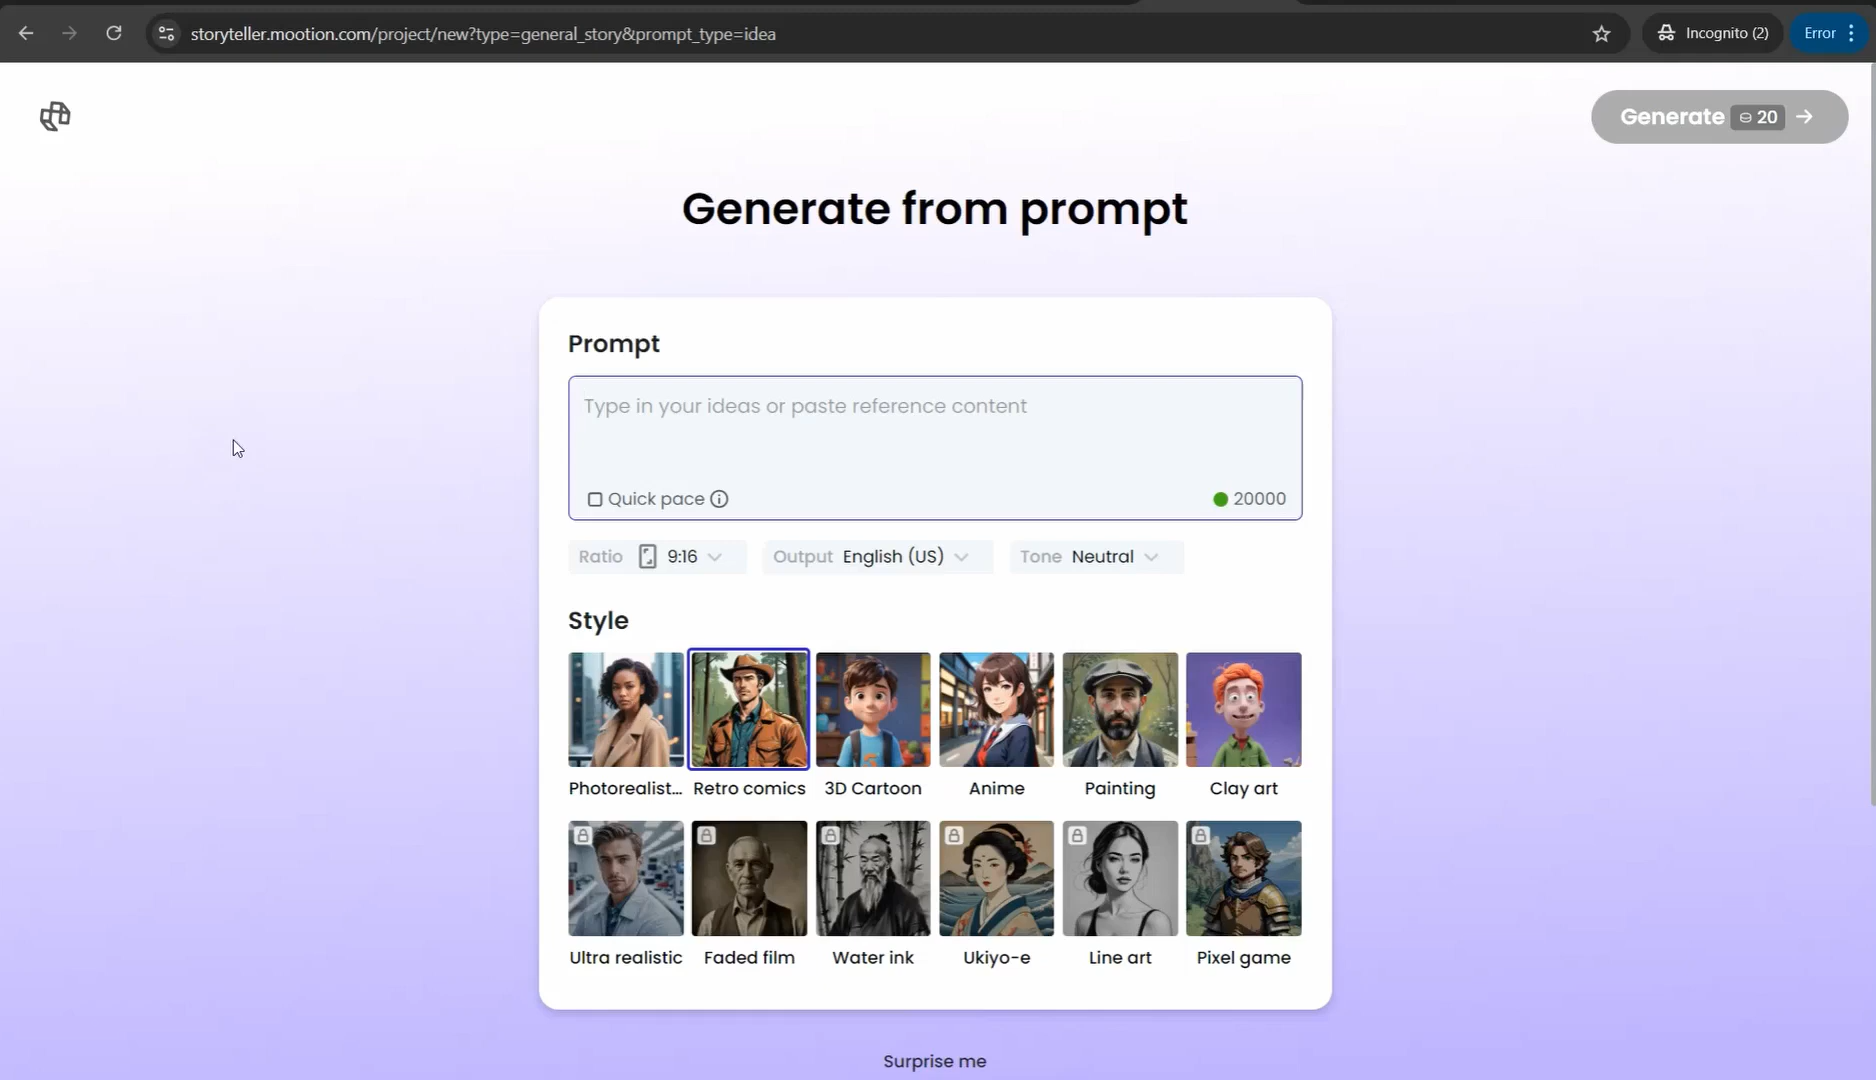 storyteller.mootion.com/project/new?type=general_story&prompt_type=idea
Incognito (2)
Error
Generate 20
Generate from prompt
Prompt
Type in your ideas or paste reference content
Quick pace
20000
Ratio 9:16
Output English (US)
Tone Neutral
Style
Photorealist... Retro comics 3D Cartoon Anime Painting Clay art
Ultra realistic Faded film Water ink Ukiyo-e Line art Pixel game
Surprise me